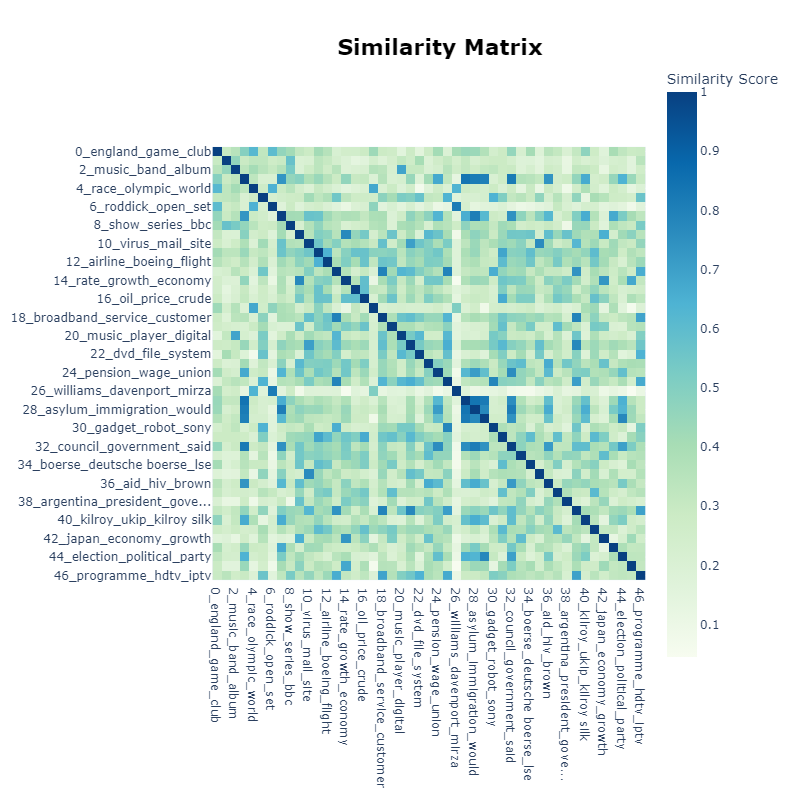 Similarity Matrix
Similarity Score
1
0.9
0.8
0.7
0.6
0.5
0.4
0.3
0.2
0.1
0_england_game_club
2_music_band_album
4_race_olympic_world
6_roddick_open_set
8_show_series_bbc
10_virus_mail_site
12_airline_boeing_flight
14_rate_growth_economy
16_oil_price_crude
18_broadband_service_customer
20_music_player_digital
22_dvd_file_system
24_pension_wage_union
26_williams_davenport_mirza
28_asylum_immigration_would
30_gadget_robot_sony
32_council_government_said
34_boerse_deutsche boerse_lse
36_aid_hiv_brown
38_argentina_president_gove...
40_kilroy_ukip_kilroy silk
42_japan_economy_growth
44_election_political_party
46_programme_hdtv_iptv
0_england_game_club
2_music_band_album
4_race_olympic_world
6_roddick_open_set
8_show_series_bbc
10_virus_mail_site
12_airline_boeing_flight
14_rate_growth_economy
16_oil_price_crude
18_broadband_service_customer
20_music_player_digital
22_dvd_file_system
24_pension_wage_union
26_williams_davenport_mirza
28_asylum_immigration_would
30_gadget_robot_sony
32_council_government_said
34_boerse_deutsche boerse_lse
36_aid_hiv_brown
38_argentina_president_gove...
40_kilroy_ukip_kilroy silk
42_japan_economy_growth
44_election_political_party
46_programme_hdtv_iptv